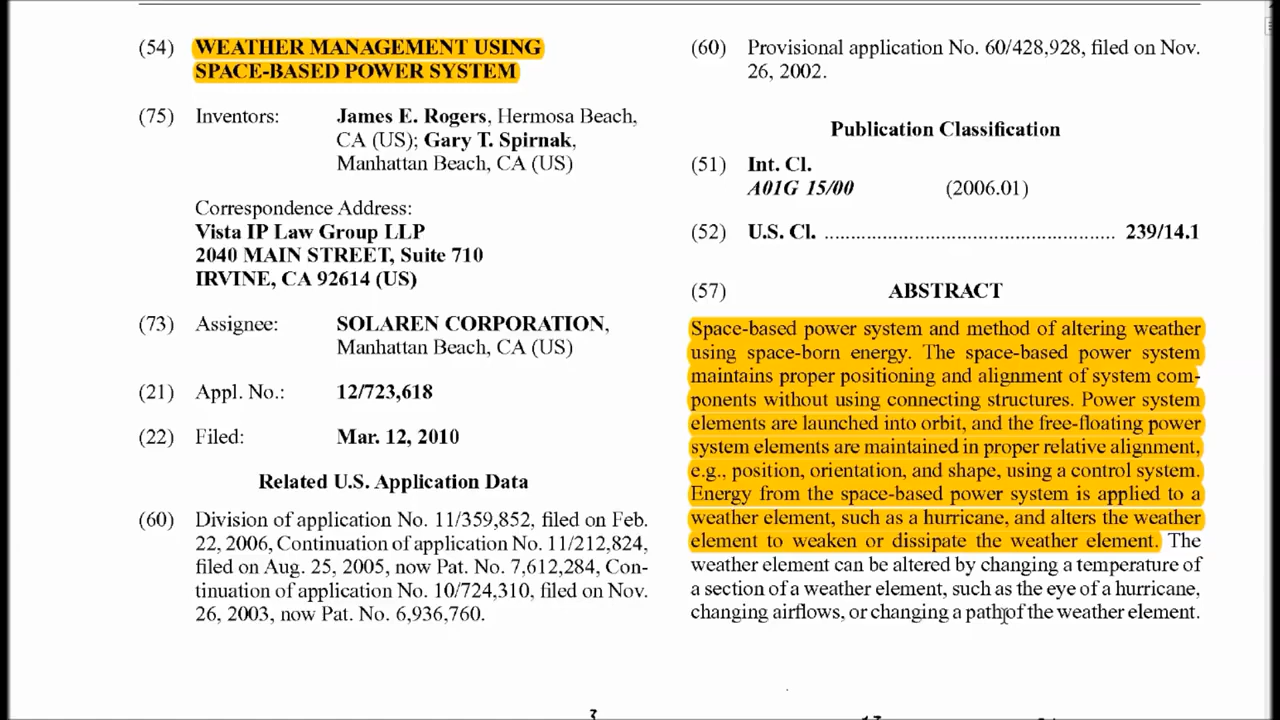 (54) WEATHER MANAGEMENT USING
SPACE-BASED POWER SYSTEM
(75) Inventors: James E. Rogers, Hermosa Beach,
CA (US); Gary T. Spirnak,
Manhattan Beach, CA (US)
Correspondence Address:
Vista IP Law Group LLP
2040 MAIN STREET, Suite 710
IRVINE, CA 92614 (US)
(73) Assignee: SOLAREN CORPORATION,
Manhattan Beach, CA (US)
(21) Appl. No.: 12/723,618
(22) Filed: Mar. 12, 2010
Related U.S. Application Data
(60) Division of application No. 11/359,852, filed on Feb.
22, 2006, Continuation of application No. 11/212,824,
filed on Aug. 25, 2005, now Pat. No. 7,612,284, Con-
tinuation of application No. 10/724,310, filed on Nov.
26, 2003, now Pat. No. 6,936,760.
(60) Provisional application No. 60/428,928, filed on Nov.
26, 2002.
Publication Classification
(51) Int. Cl.
A01G 15/00 (2006.01)
(52) U.S. Cl. ..................................................... 239/14.1
(57) ABSTRACT
Space-based power system and method of altering weather
using space-born energy. The space-based power system
maintains proper positioning and alignment of system com-
ponents without using connecting structures. Power system
elements are launched into orbit, and the free-floating power
system elements are maintained in proper relative alignment,
e.g., position, orientation, and shape, using a control system.
Energy from the space-based power system is applied to a
weather element, such as a hurricane, and alters the weather
element to weaken or dissipate the weather element. The
weather element can be altered by changing a temperature of
a section of a weather element, such as the eye of a hurricane,
changing airflows, or changing a path of the weather element.